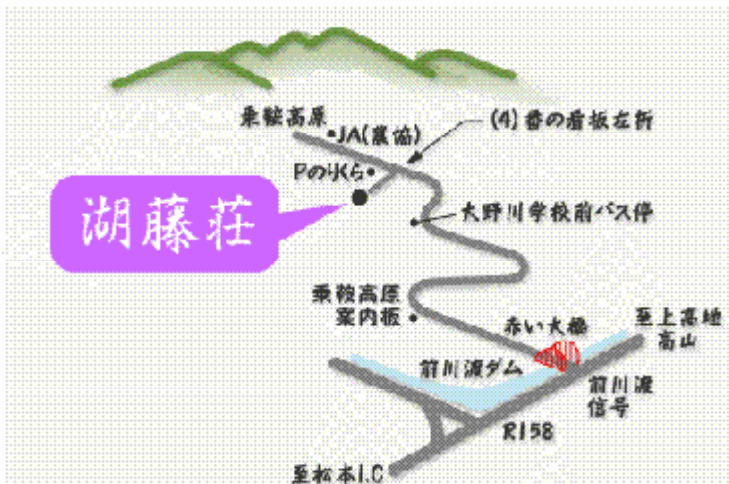 乗鞍高原
JA(農協)
(4)番の看板左折
Pのりくら
湖藤荘
大野川学校前バス停
乗鞍高原
案内板
赤い大橋
至上高地
高山
前川渡ダム
前川渡
信号
R158
至松本I.C